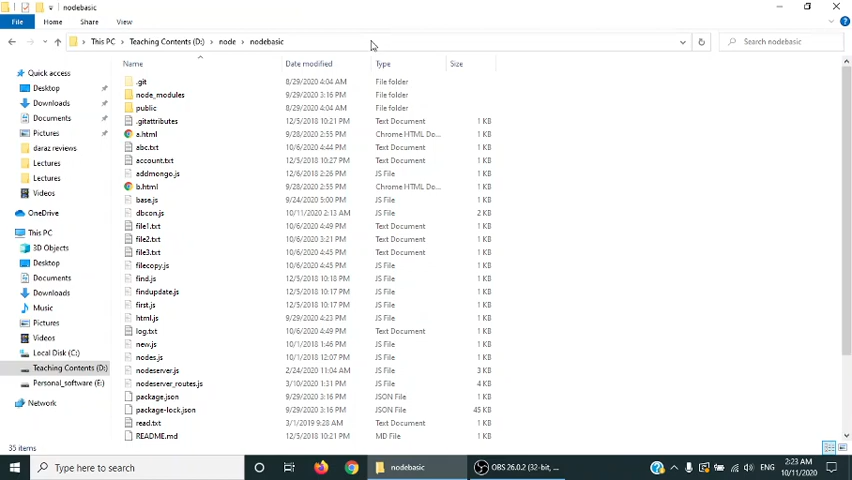 nodebasic
File Home Share View
This PC Teaching Contents (D:) node nodebasic Search nodebasic
Name Date modified Type Size
Quick access
Desktop
Downloads
Documents
Pictures
daraz reviews
Lectures
Lectures
Videos
OneDrive
This PC
3D Objects
Desktop
Documents
Downloads
Music
Pictures
Videos
Local Disk (C:)
Teaching Contents (D:)
Personal_software (E:)
Network
.git 8/29/2020 4:04 AM File folder
node_modules 9/29/2020 3:16 PM File folder
public 8/29/2020 4:04 AM File folder
.gitattributes 12/5/2018 10:21 PM Text Document 1 KB
a.html 9/28/2020 2:55 PM Chrome HTML Do... 1 KB
abc.txt 10/6/2020 4:44 PM Text Document 1 KB
account.txt 12/5/2018 10:27 PM Text Document 1 KB
addmongo.js 12/6/2018 2:26 PM JS File 1 KB
b.html 9/28/2020 2:55 PM Chrome HTML Do... 1 KB
base.js 9/24/2020 5:00 PM JS File 1 KB
dbcon.js 10/11/2020 2:13 AM JS File 2 KB
file1.txt 10/6/2020 4:49 PM Text Document 1 KB
file2.txt 10/6/2020 3:21 PM Text Document 1 KB
file3.txt 10/6/2020 4:45 PM Text Document 1 KB
filecopy.js 10/6/2020 4:45 PM JS File 1 KB
find.js 12/5/2018 10:18 PM JS File 1 KB
findupdate.js 12/5/2018 10:17 PM JS File 1 KB
first.js 12/5/2018 10:17 PM JS File 1 KB
html.js 9/29/2020 4:23 PM JS File 1 KB
log.txt 10/6/2020 4:49 PM Text Document 1 KB
new.js 10/1/2020 1:46 PM JS File 1 KB
nodes.js 10/1/2020 12:07 PM JS File 1 KB
nodeserver.js 2/24/2020 11:04 AM JS File 3 KB
nodeserver_routes.js 3/10/2020 1:31 PM JS File 4 KB
package.json 9/29/2020 3:16 PM JSON File 1 KB
package-lock.json 9/29/2020 3:16 PM JSON File 45 KB
read.txt 3/1/2019 9:28 AM Text Document 1 KB
README.md 12/5/2018 10:21 PM MD File 1 KB
35 items
Type here to search nodebasic OBS 26.0.2 (32-bit, ... ENG 2:23 AM
10/11/2020